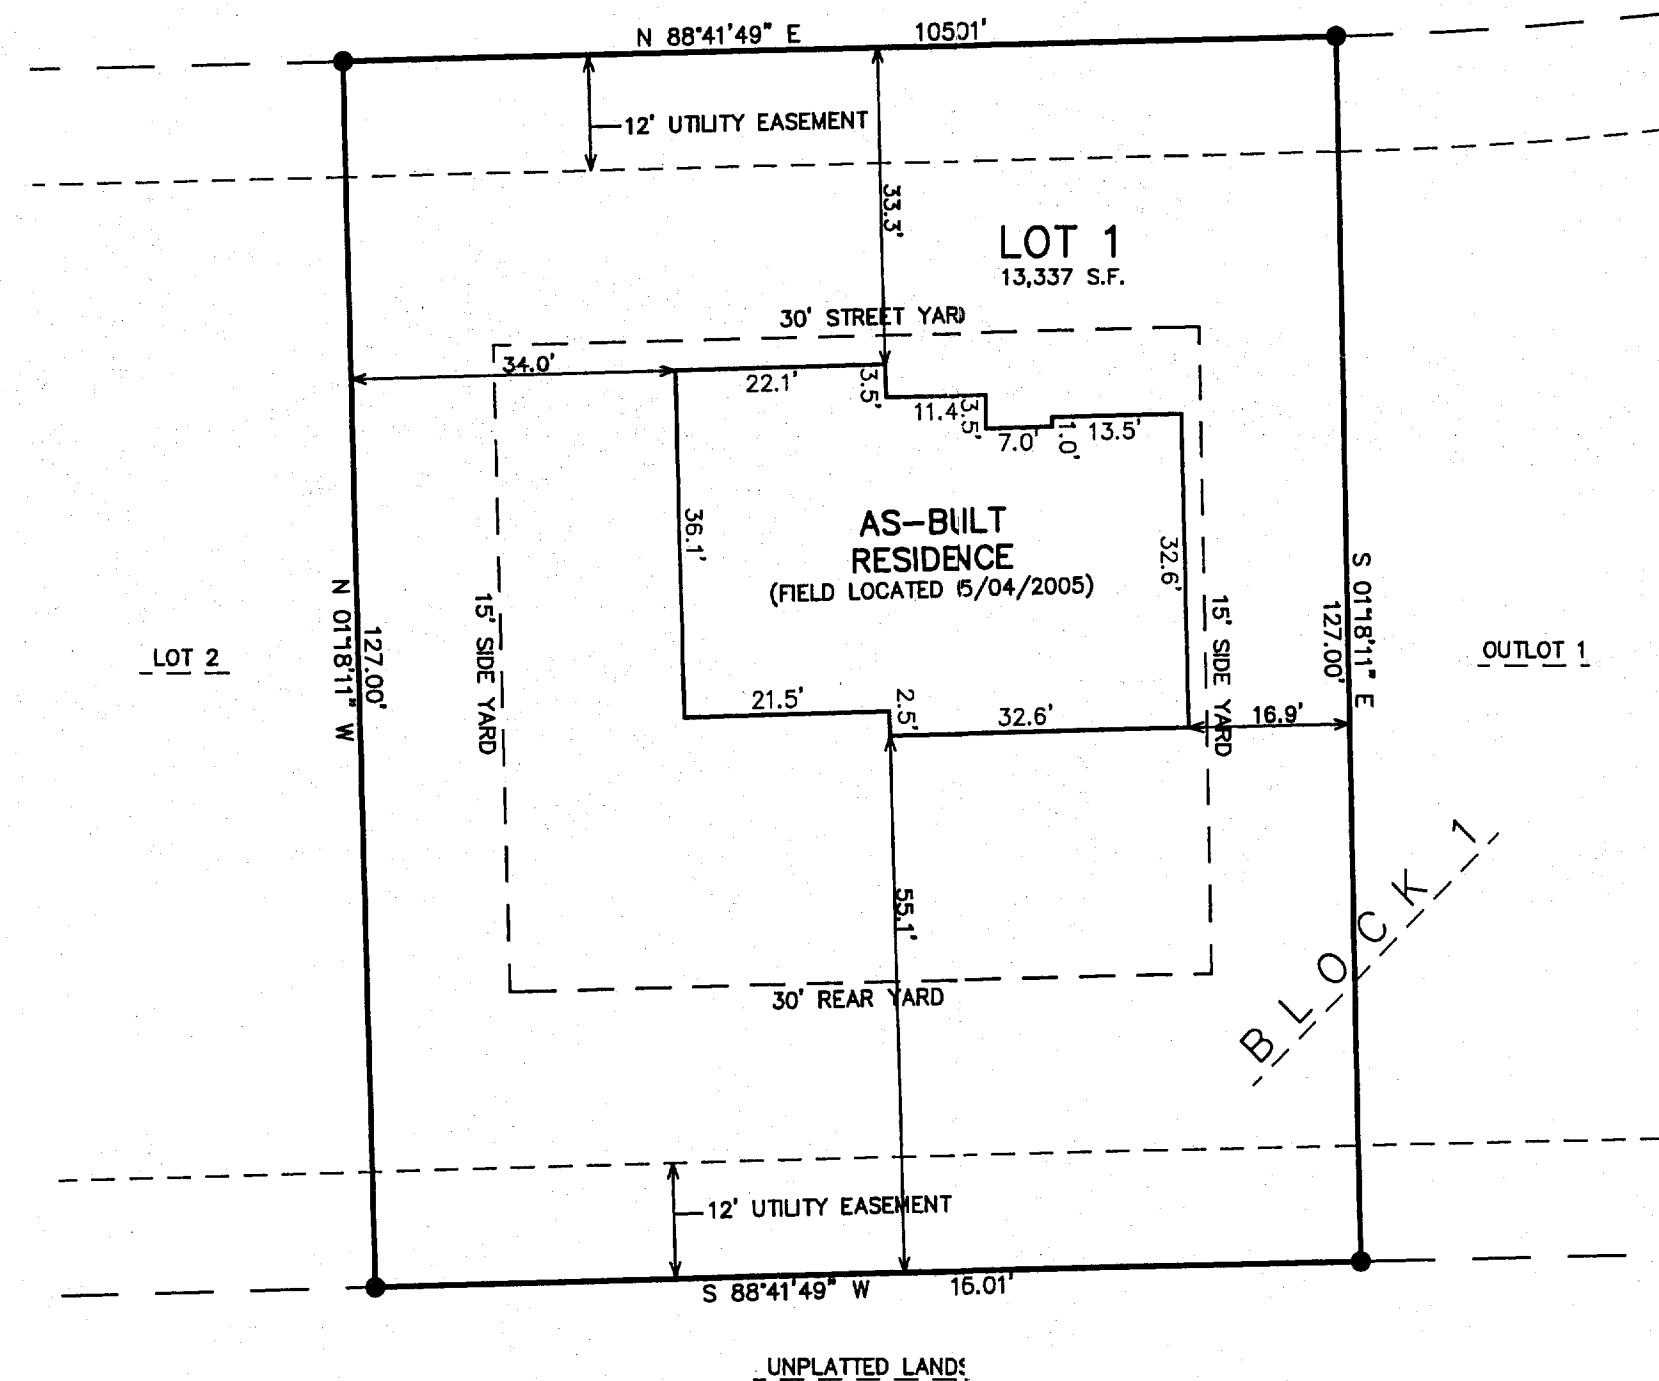 N 88°41'49" E 105.01'
12' UTILITY EASEMENT
33.3'
LOT 1
13,337 S.F.
30' STREET YARD
34.0'
22.1'
3.5'
11.4
3.5'
7.0'
1.0'
13.5'
36.1'
AS-BUILT
RESIDENCE
(FIELD LOCATED 5/04/2005)
32.6'
N 01°18'11" W
127.00'
15' SIDE YARD
15' SIDE YARD
S 01°18'11" E
127.00'
LOT 2
OUTLOT 1
21.5'
2.5'
32.6'
16.9'
55.1'
30' REAR YARD
BLOCK 1
12' UTILITY EASEMENT
S 88°41'49" W 16.01'
UNPLATTED LANDS